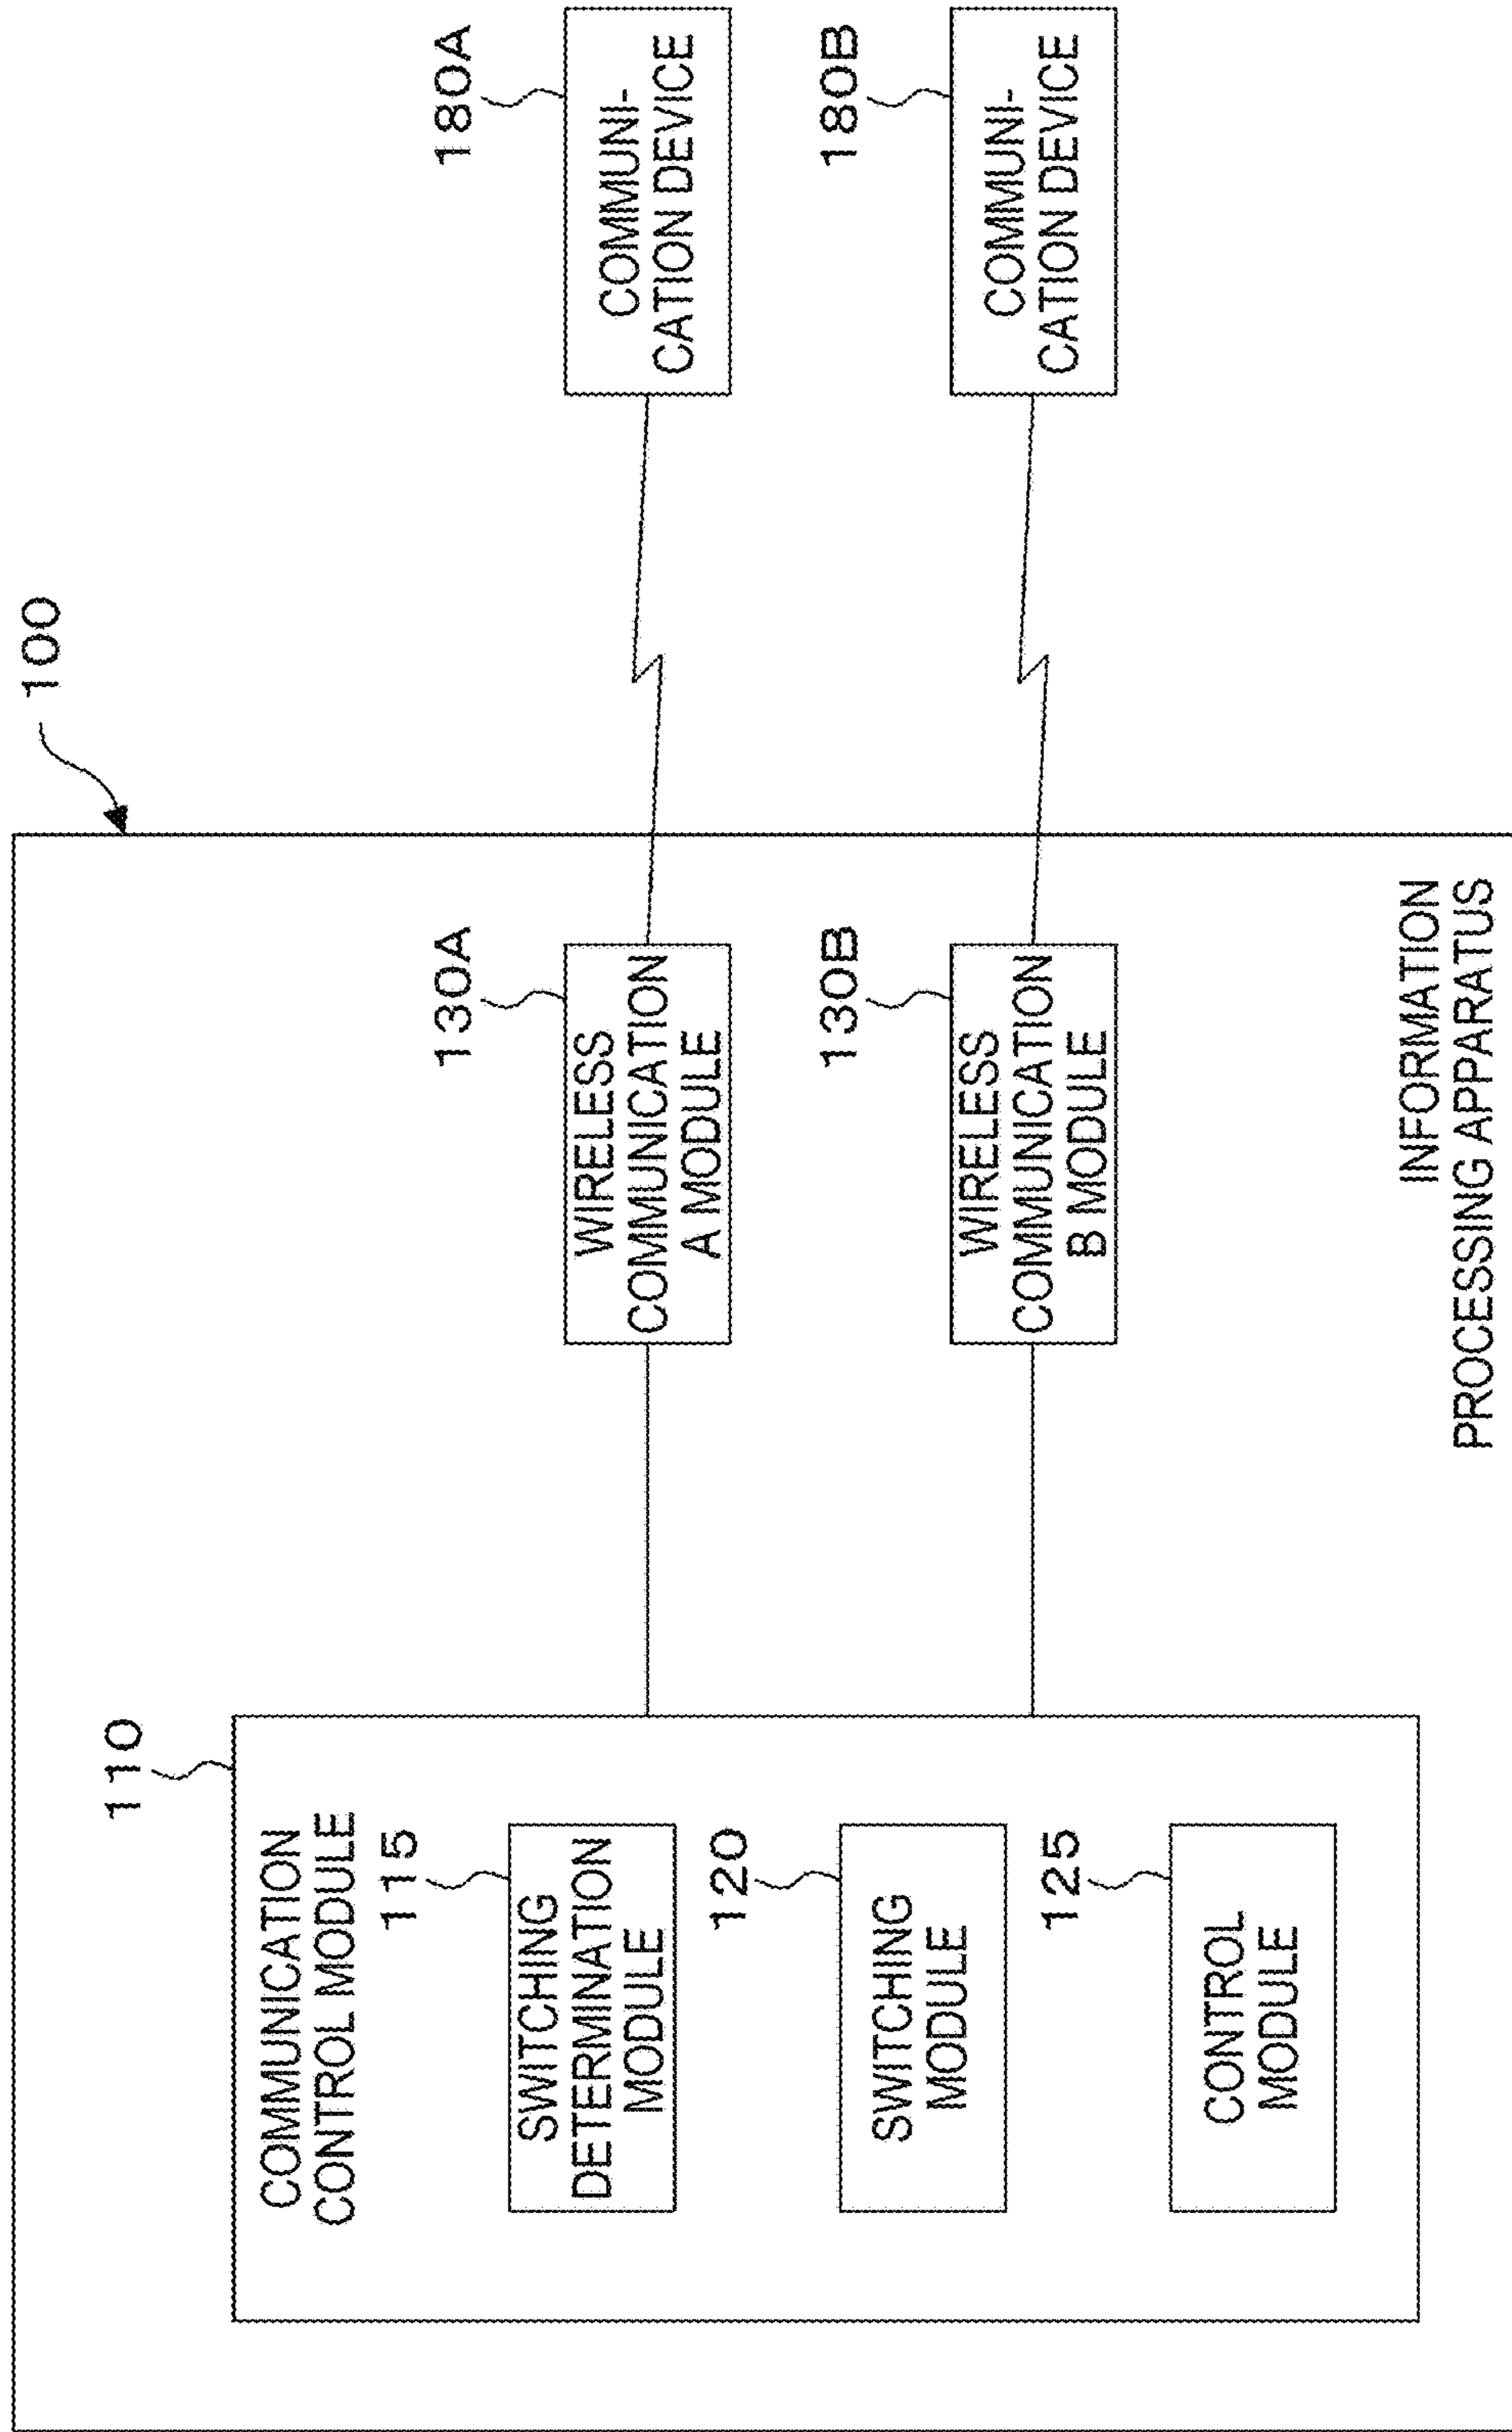 100
110
COMMUNICATION
CONTROL MODULE
115
SWITCHING
DETERMINATION
MODULE
120
SWITCHING
MODULE
125
CONTROL
MODULE
130A
WIRELESS
COMMUNICATION
A MODULE
130B
WIRELESS
COMMUNICATION
B MODULE
INFORMATION
PROCESSING APPARATUS
180A
COMMUNI-
CATION DEVICE
180B
COMMUNI-
CATION DEVICE